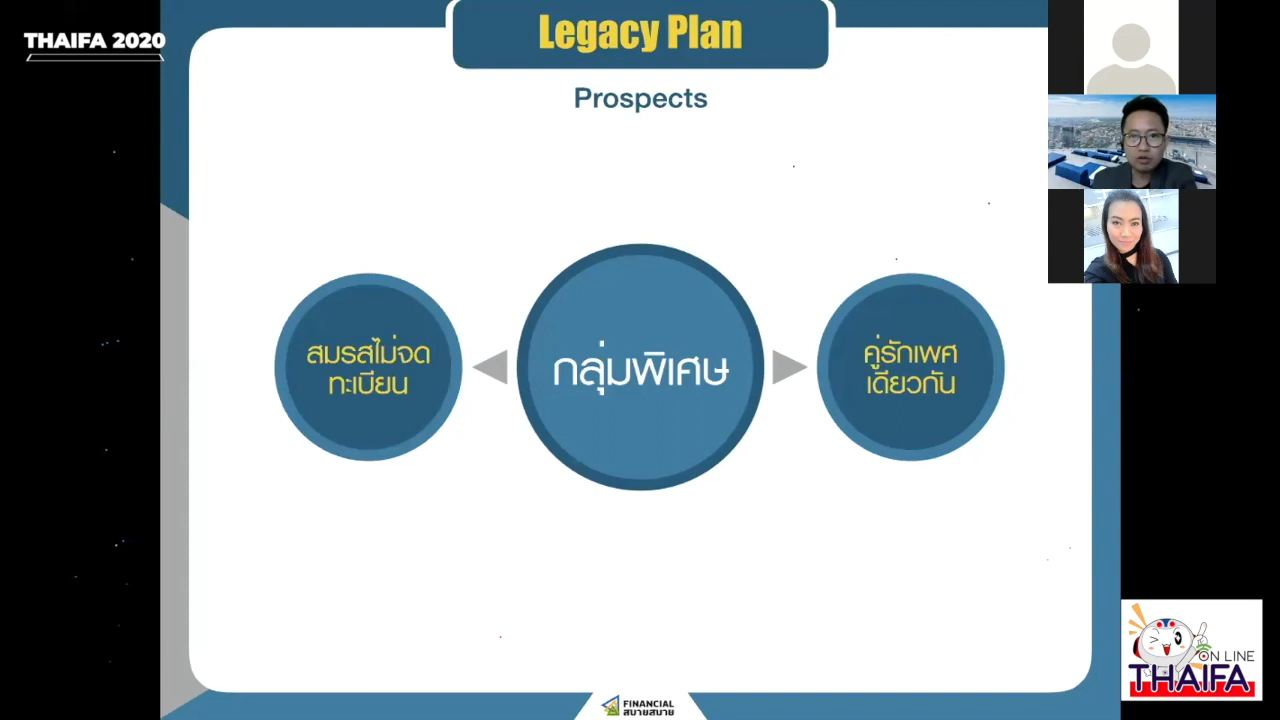 THAIFA 2020
Legacy Plan
Prospects
สมรสไม่จด
ทะเบียน
กลุ่มพิเศษ
คู่รักเพศ
เดียวกัน
FINANCIAL
สบายสบาย
ON LINE
THAIFA